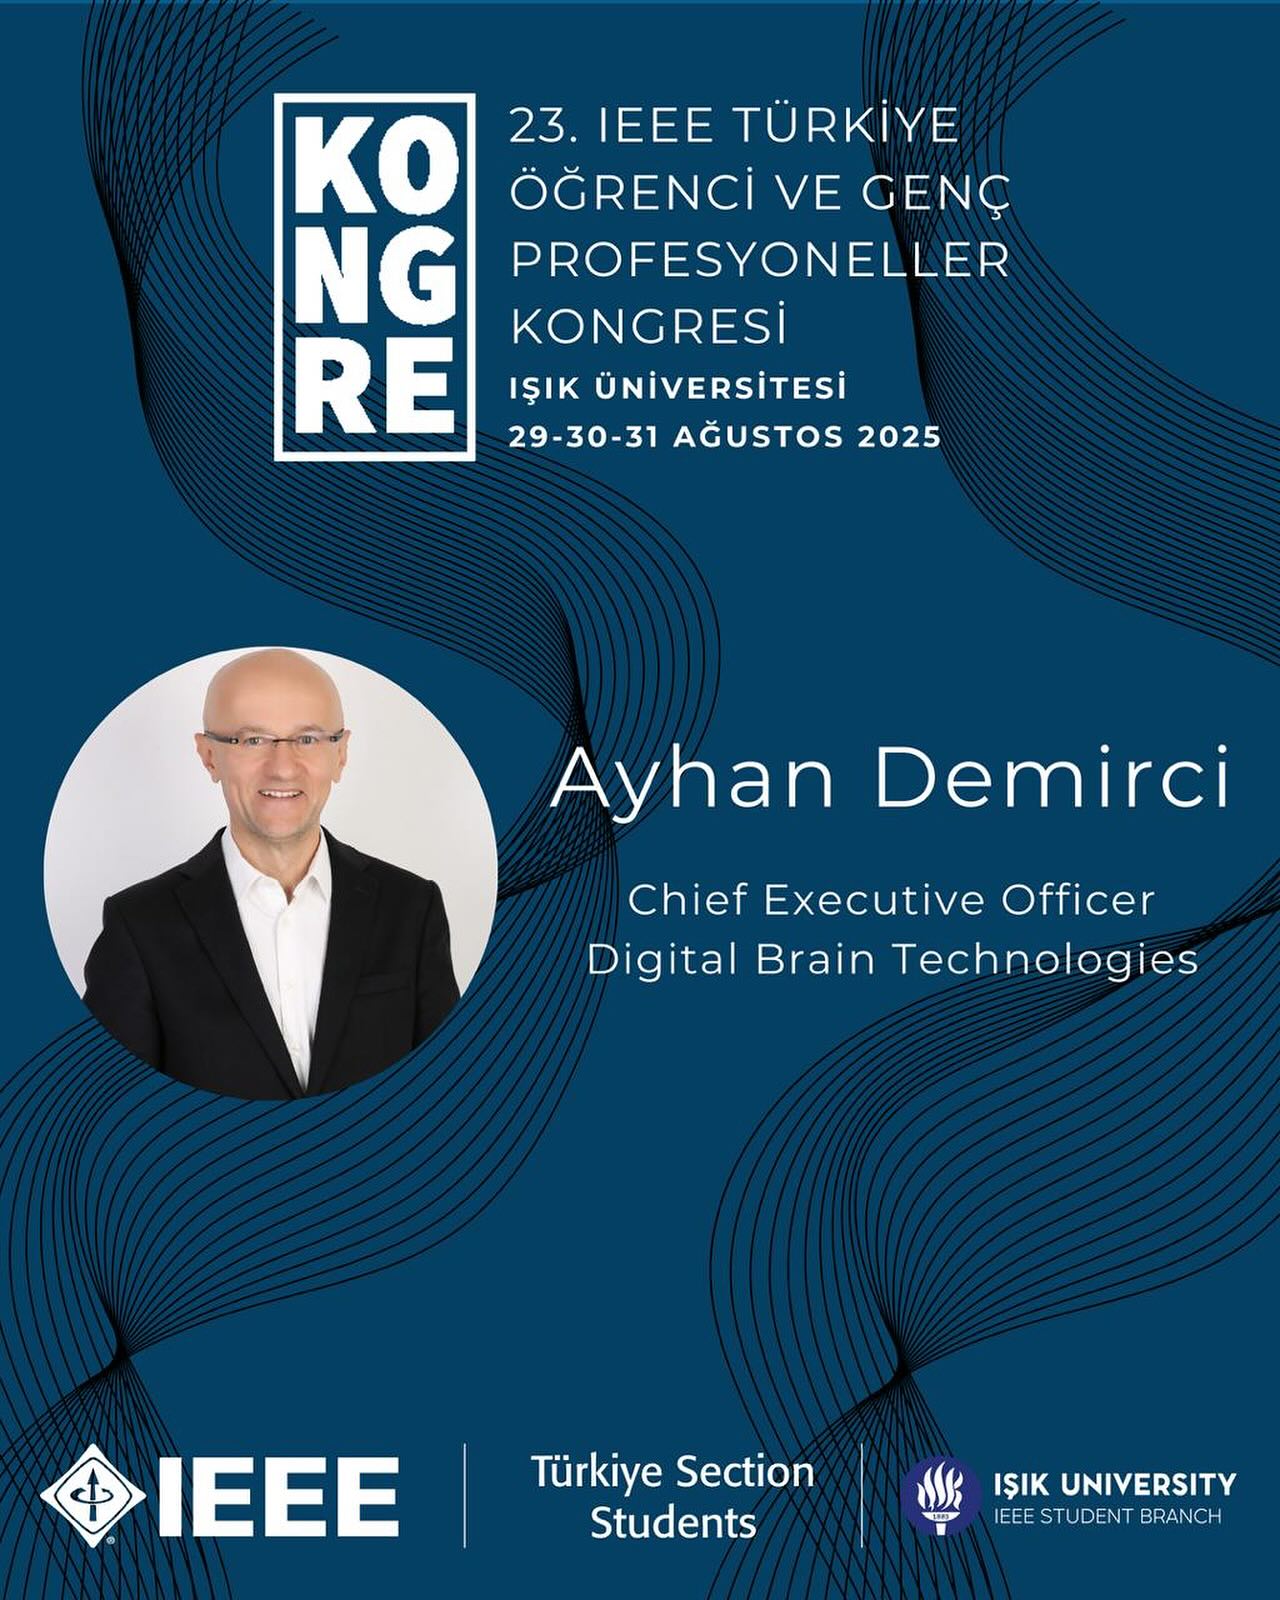 KO
NG
RE
23. IEEE TÜRKİYE
ÖĞRENCİ VE GENÇ
PROFESYONELLER
KONGRESİ
IŞIK ÜNİVERSİTESİ
29-30-31 AĞUSTOS 2025
Ayhan Demirci
Chief Executive Officer
Digital Brain Technologies
IEEE
®
Türkiye Section
Students
1885
IŞIK UNIVERSITY
IEEE STUDENT BRANCH